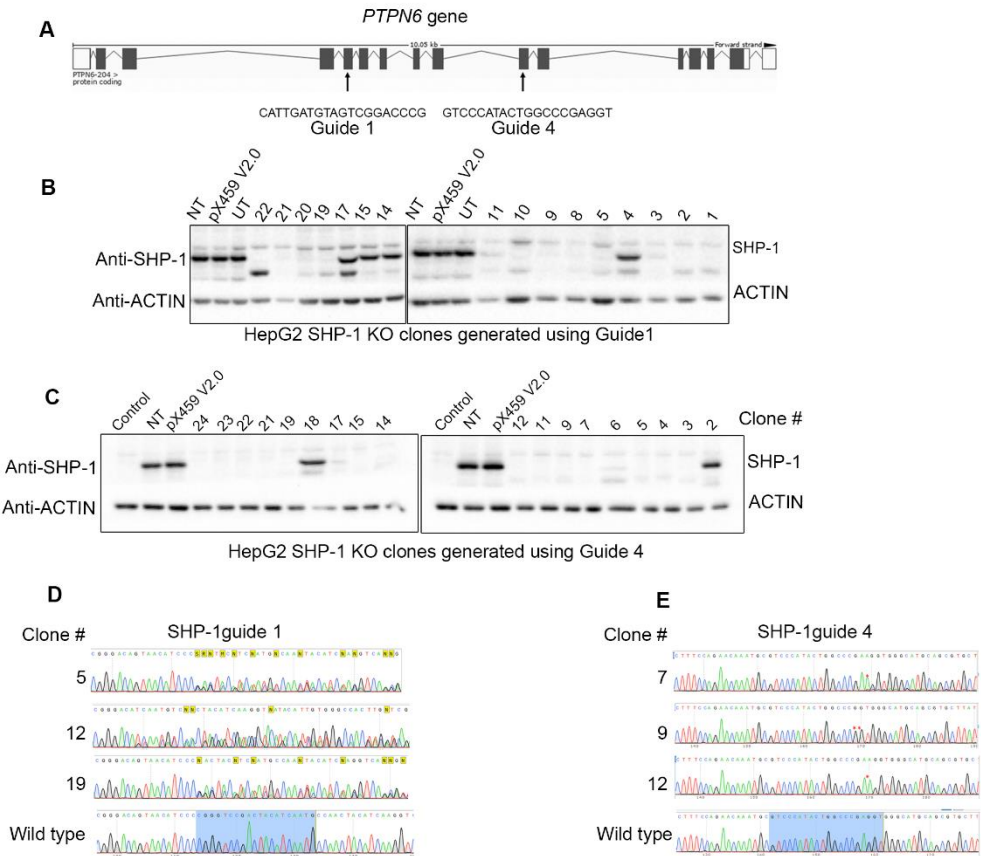 A
PTPN6 gene
10.05 kb
Forward strand
PTPN6-204 >
protein coding
CATTGATGTAGTCGGACCCG GTCCCATACTGGCCCGAGGT
Guide 1 Guide 4
B
NT pX459 V2.0 UT 22 21 20 19 17 15 14 NT pX459 V2.0 UT 11 10 9 8 5 4 3 2 1
Anti-SHP-1 SHP-1
Anti-ACTIN ACTIN
HepG2 SHP-1 KO clones generated using Guide1
C
Control NT pX459 V2.0 24 23 22 21 19 18 17 15 14 Control NT pX459 V2.0 12 11 9 7 6 5 4 3 2 Clone #
Anti-SHP-1 SHP-1
Anti-ACTIN ACTIN
HepG2 SHP-1 KO clones generated using Guide 4
D E
Clone # SHP-1guide 1 Clone # SHP-1guide 4
5 7
12 9
19 12
Wild type Wild type